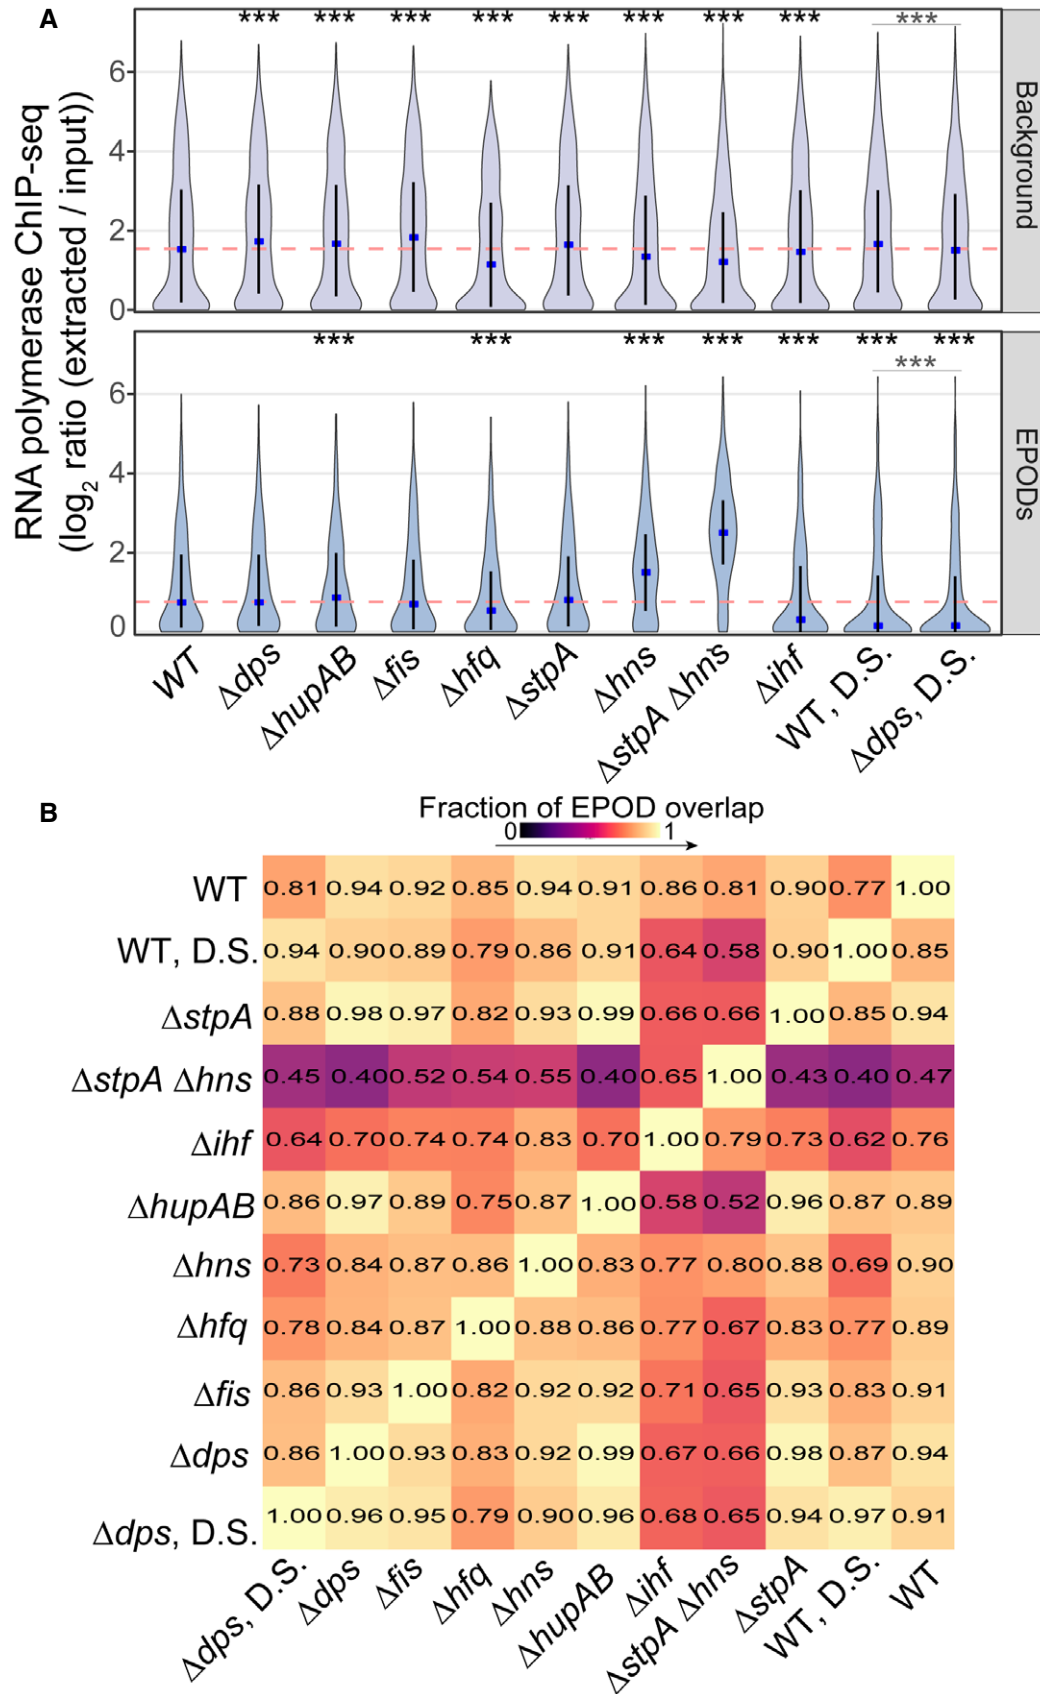 A
*** *** *** *** *** *** *** *** ***
6
4
2
0
Background
RNA polymerase ChIP-seq
(log2 ratio (extracted / input))
*** *** *** *** *** *** ***
***
6
4
2
0
EPODs
WT Δdps ΔhupAB Δfis Δhfq ΔstpA Δhns ΔstpA Δhns Δihf WT, D.S. Δdps, D.S.
B
Fraction of EPOD overlap
0 1
WT 0.81 0.94 0.92 0.85 0.94 0.91 0.86 0.81 0.90 0.77 1.00
WT, D.S. 0.94 0.90 0.89 0.79 0.86 0.91 0.64 0.58 0.90 1.00 0.85
ΔstpA 0.88 0.98 0.97 0.82 0.93 0.99 0.66 0.66 1.00 0.85 0.94
ΔstpA Δhns 0.45 0.40 0.52 0.54 0.55 0.40 0.65 1.00 0.43 0.40 0.47
Δihf 0.64 0.70 0.74 0.74 0.83 0.70 1.00 0.79 0.73 0.62 0.76
ΔhupAB 0.86 0.97 0.89 0.75 0.87 1.00 0.58 0.52 0.96 0.87 0.89
Δhns 0.73 0.84 0.87 0.86 1.00 0.83 0.77 0.80 0.88 0.69 0.90
Δhfq 0.78 0.84 0.87 1.00 0.88 0.86 0.77 0.67 0.83 0.77 0.89
Δfis 0.86 0.93 1.00 0.82 0.92 0.92 0.71 0.65 0.93 0.83 0.91
Δdps 0.86 1.00 0.93 0.83 0.92 0.99 0.67 0.66 0.98 0.87 0.94
Δdps, D.S. 1.00 0.96 0.95 0.79 0.90 0.96 0.68 0.65 0.94 0.97 0.91
Δdps, D.S. Δdps Δfis Δhfq Δhns ΔhupAB Δihf ΔstpA Δhns ΔstpA WT, D.S. WT